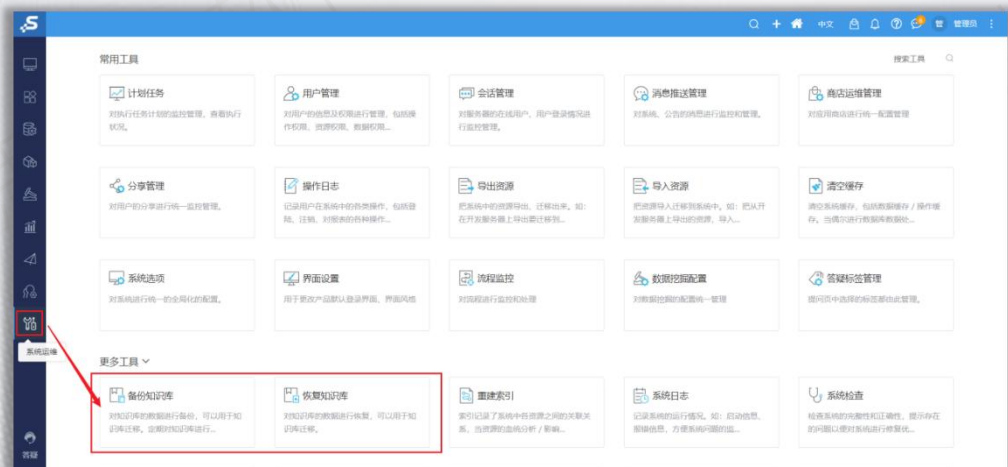 中文
管理员
常用工具
搜索工具
计划任务
对执行任务计划的监控管理，查看执行
状况。
用户管理
对用户的信息及权限进行管理，包括操
作权限、资源权限、数据权限...
会话管理
对服务器的在线用户、用户登录情况进
行监控管理。
消息推送管理
对系统、公告的消息进行监控和管理。
商店运维管理
对应用商店进行统一配置管理
分享管理
对用户的分享进行统一监控管理。
操作日志
记录用户在系统中的各类操作，包括登
陆、注销、对报表的各种操作...
导出资源
把系统中的资源导出、迁移出来。如：
在开发服务器上导出要迁移到...
导入资源
把资源导入迁移到系统中。如：把从开
发服务器上导出的资源，导入...
清空缓存
清空系统缓存，包括数据缓存 / 操作缓
存。当偶尔进行数据库数据处...
系统选项
对系统进行统一的全局化的配置。
界面设置
用于更改产品默认登录界面、界面风格
流程监控
对流程进行监控和处理
数据挖掘配置
对数据挖掘的配置统一管理
答疑标签管理
提问页中选择的标签都由此管理。
系统运维
更多工具
备份知识库
对知识库的数据进行备份，可以用于知
识库迁移。定期对知识库进行...
恢复知识库
对知识库的数据进行恢复，可以用于知
识库迁移。
重建索引
索引记录了系统中各资源之间的关联关
系，当资源的血统分析 / 影响...
系统日志
记录系统的运行情况。如：启动信息、
报错信息，方便系统问题的监...
系统检查
检查系统的完整性和正确性，提示存在
的问题以便对系统进行修复优...
答疑